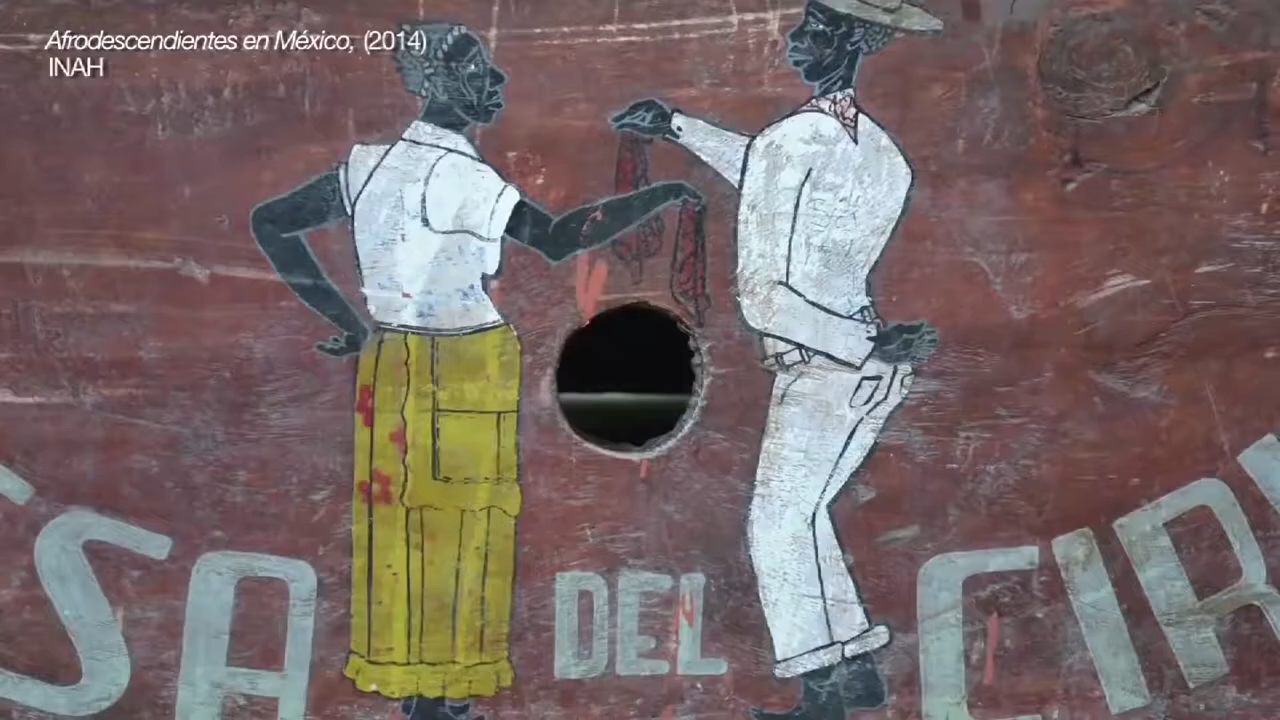 Afrodescendientes en México, (2014)
INAH
SA DEL CIR